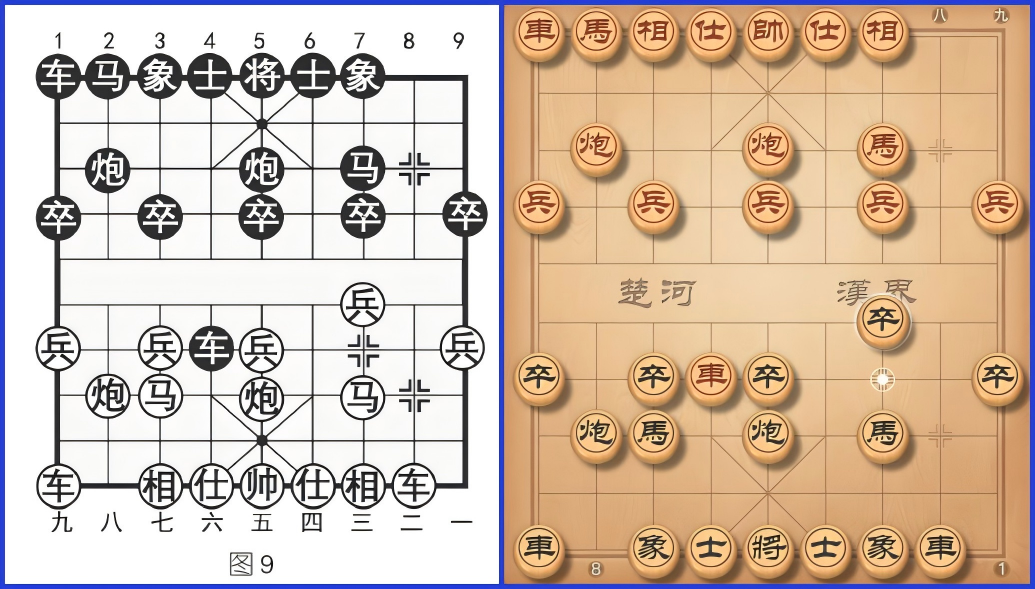 1 2 3 4 5 6 7 8 9
车 马 象 士 将 士 象
炮 炮 马
卒 卒 卒 卒 卒
兵
兵 兵 车 兵 兵
炮 马 炮 马
车 相 仕 帅 仕 相 车
九 八 七 六 五 四 三 二 一
图9
八 九
車 馬 相 仕 帥 仕 相
炮 炮 馬
兵 兵 兵 兵 兵
楚河 漢界
卒
卒 卒 車 卒 卒
炮 馬 炮 馬
車 象 士 將 士 象 車
8 1